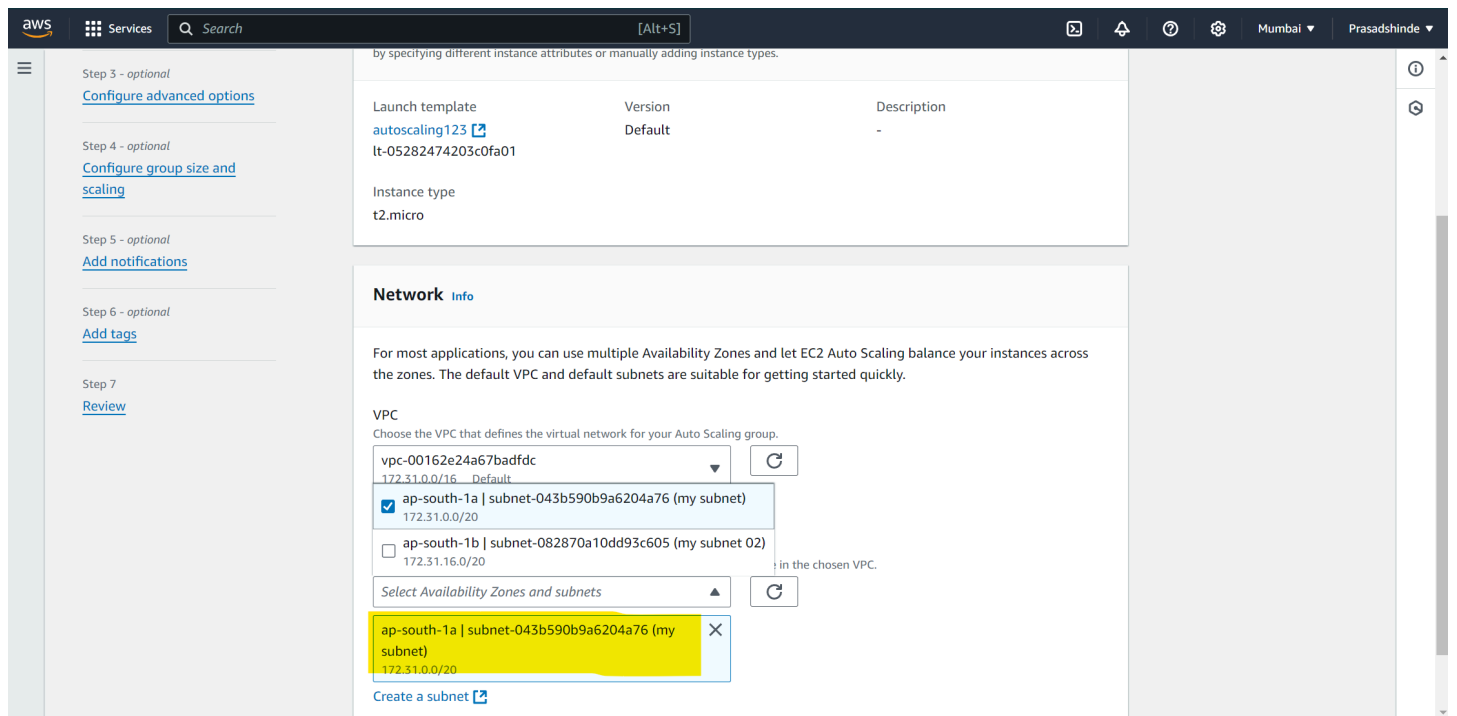 aws
Services
Search
[Alt+S]
Mumbai ▼
Prasadshinde ▼
Step 3 - optional
Configure advanced options
Step 4 - optional
Configure group size and
scaling
Step 5 - optional
Add notifications
Step 6 - optional
Add tags
Step 7
Review
by specifying different instance attributes or manually adding instance types.
Launch template
autoscaling123
lt-05282474203c0fa01
Version
Default
Description
-
Instance type
t2.micro
Network Info
For most applications, you can use multiple Availability Zones and let EC2 Auto Scaling balance your instances across
the zones. The default VPC and default subnets are suitable for getting started quickly.
VPC
Choose the VPC that defines the virtual network for your Auto Scaling group.
vpc-00162e24a67badfdc
172.31.0.0/16 Default
ap-south-1a | subnet-043b590b9a6204a76 (my subnet)
172.31.0.0/20
ap-south-1b | subnet-082870a10dd93c605 (my subnet 02)
172.31.16.0/20
in the chosen VPC.
Select Availability Zones and subnets
ap-south-1a | subnet-043b590b9a6204a76 (my
subnet)
172.31.0.0/20
Create a subnet